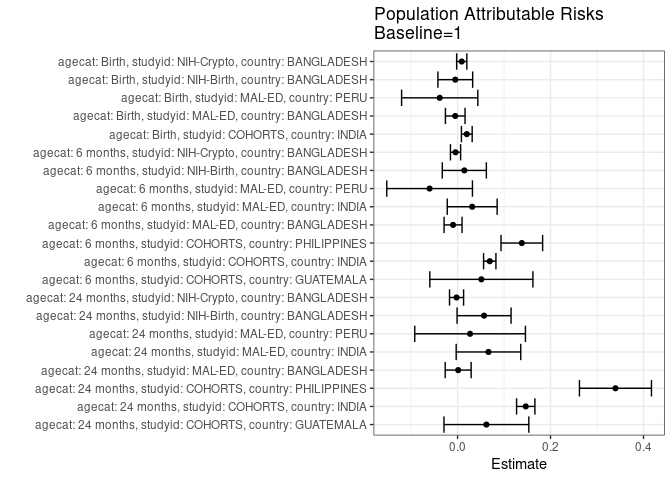 Population Attributable Risks
Baseline=1
agecat: Birth, studyid: NIH-Crypto, country: BANGLADESH
agecat: Birth, studyid: NIH-Birth, country: BANGLADESH
agecat: Birth, studyid: MAL-ED, country: PERU
agecat: Birth, studyid: MAL-ED, country: BANGLADESH
agecat: Birth, studyid: COHORTS, country: INDIA
agecat: 6 months, studyid: NIH-Crypto, country: BANGLADESH
agecat: 6 months, studyid: NIH-Birth, country: BANGLADESH
agecat: 6 months, studyid: MAL-ED, country: PERU
agecat: 6 months, studyid: MAL-ED, country: INDIA
agecat: 6 months, studyid: MAL-ED, country: BANGLADESH
agecat: 6 months, studyid: COHORTS, country: PHILIPPINES
agecat: 6 months, studyid: COHORTS, country: INDIA
agecat: 6 months, studyid: COHORTS, country: GUATEMALA
agecat: 24 months, studyid: NIH-Crypto, country: BANGLADESH
agecat: 24 months, studyid: NIH-Birth, country: BANGLADESH
agecat: 24 months, studyid: MAL-ED, country: PERU
agecat: 24 months, studyid: MAL-ED, country: INDIA
agecat: 24 months, studyid: MAL-ED, country: BANGLADESH
agecat: 24 months, studyid: COHORTS, country: PHILIPPINES
agecat: 24 months, studyid: COHORTS, country: INDIA
agecat: 24 months, studyid: COHORTS, country: GUATEMALA
0.0 0.2 0.4
Estimate